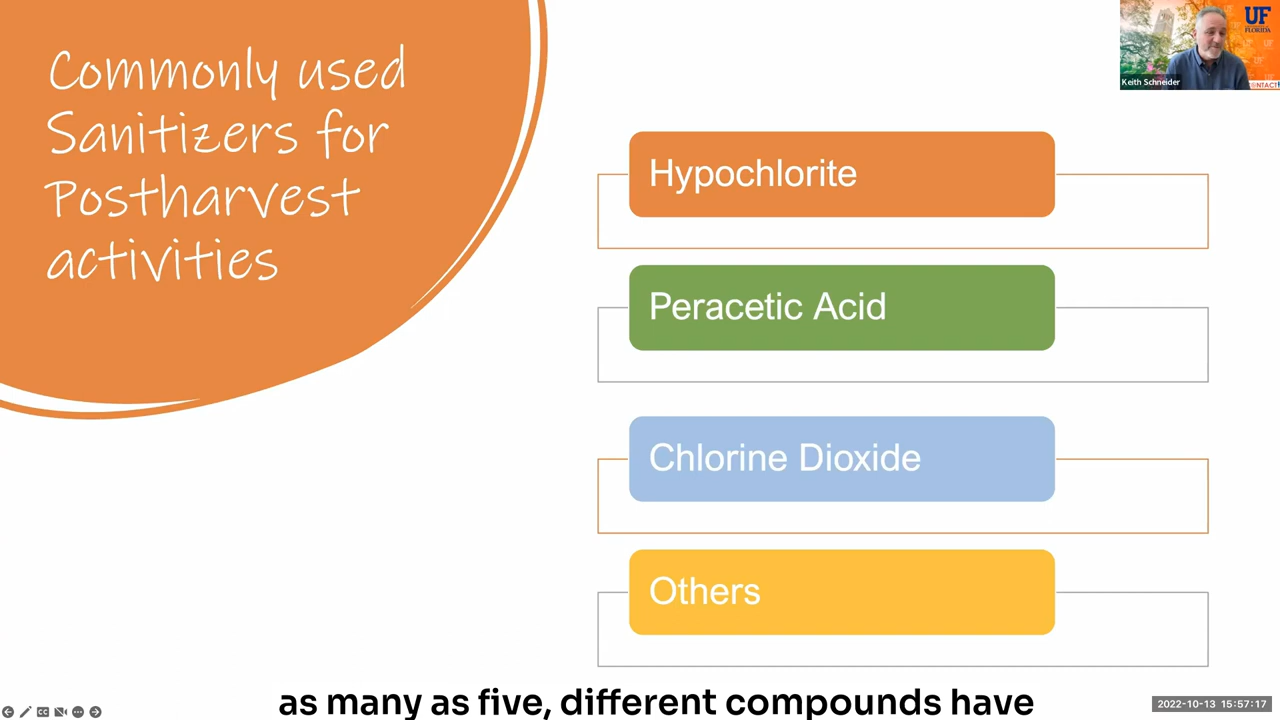 Commonly used
Sanitizers for
Postharvest
activities
Hypochlorite
Peracetic Acid
Chlorine Dioxide
Others
UF
FLORIDA
Keith Schneider
as many as five, different compounds have
2022-10-13 15:57:17